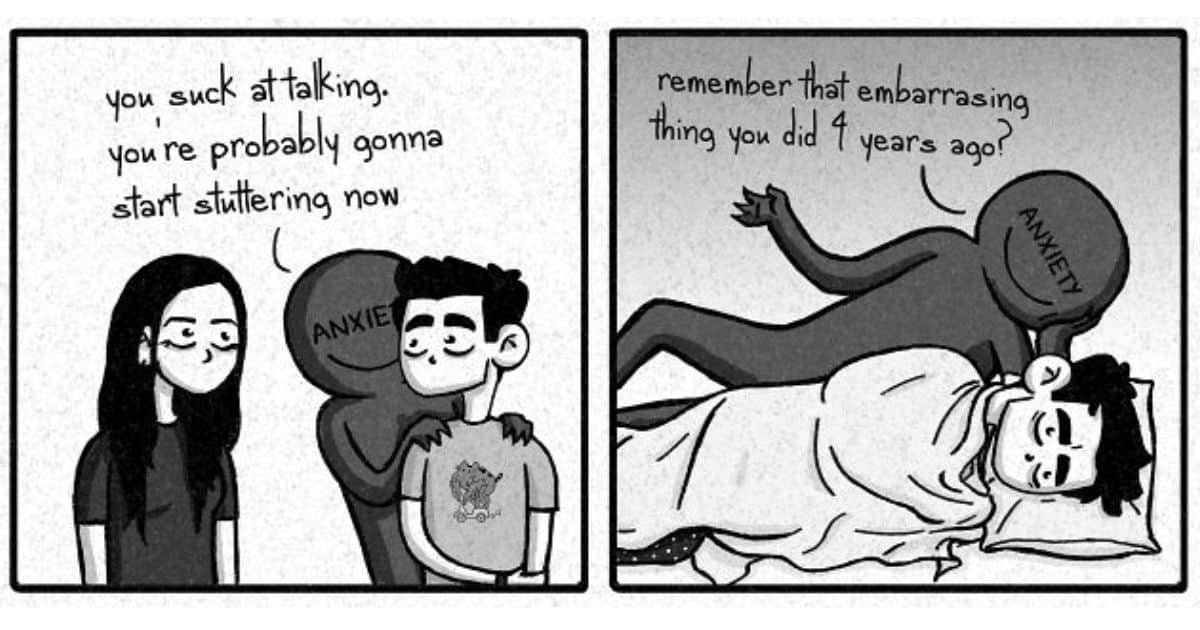 you suck at talking.
you're probably gonna
start stuttering now
ANXIE
remember that embarrasing
thing you did 4 years ago?
ANXIETY